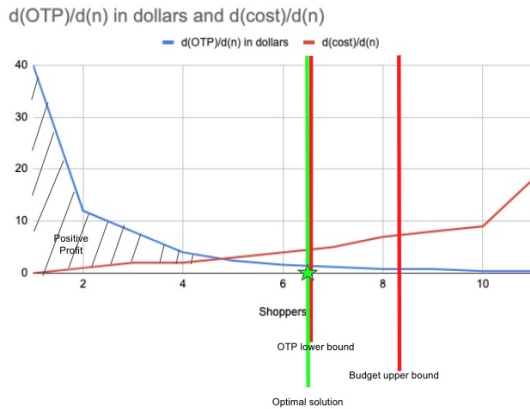 d(OTP)/d(n) in dollars and d(cost)/d(n)
d(OTP)/d(n) in dollars d(cost)/d(n)
40
30
20
10
0
Positive
Profit
2 4 6 8 10
Shoppers
OTP lower bound
Budget upper bound
Optimal solution